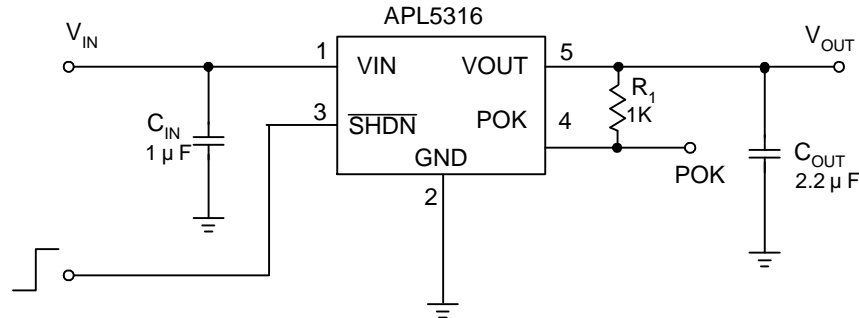 APL5316
V_IN
V_OUT
1
VIN
VOUT
5
R_1
1K
3
SHDN
POK
4
C_IN
1 µ F
GND
POK
C_OUT
2.2 µ F
2